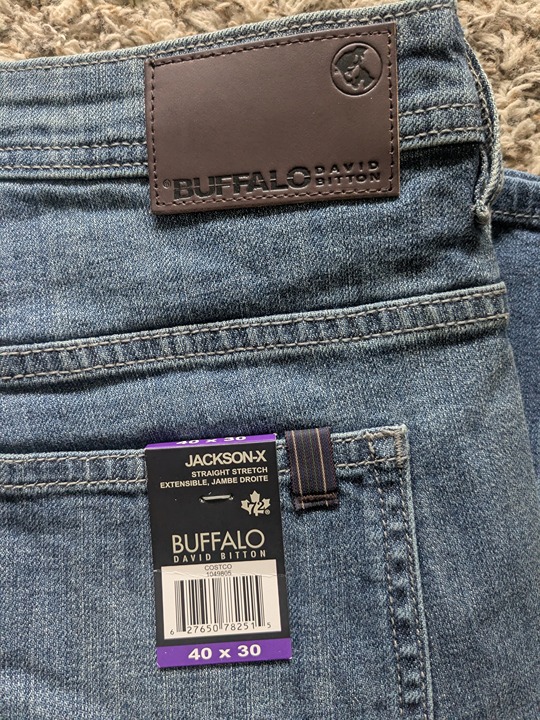 ®BUFFALO DAVID BITTON
40 x 30
JACKSON-X
STRAIGHT STRETCH
EXTENSIBLE, JAMBE DROITE
72®
BUFFALO
DAVID BITTON
COSTCO
1049805
6 27650 78251 5
40 x 30